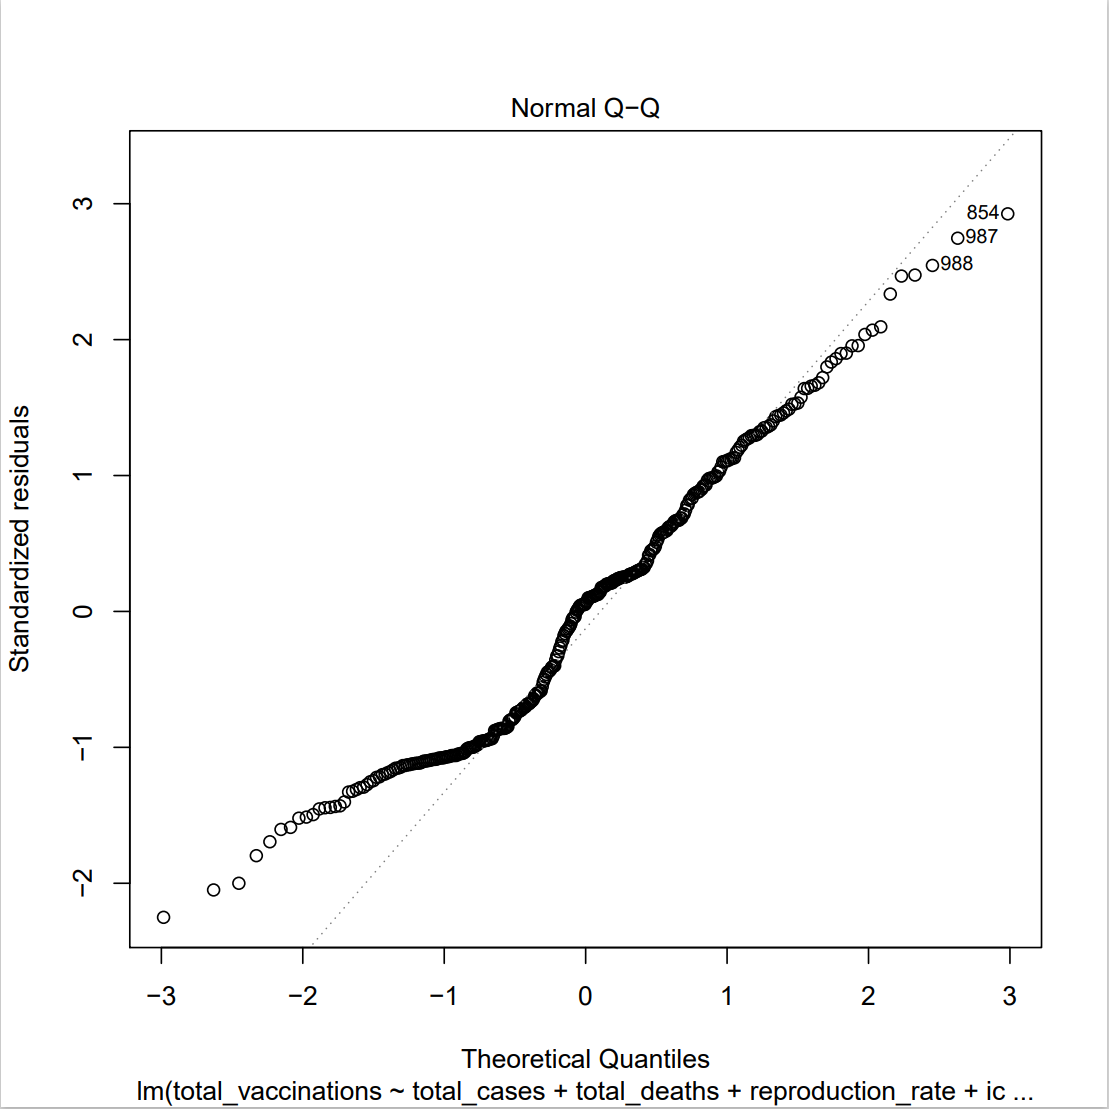 Normal Q−Q
3
2
1
0
−1
−2
Standardized residuals
854
987
988
−3 −2 −1 0 1 2 3
Theoretical Quantiles
lm(total_vaccinations ~ total_cases + total_deaths + reproduction_rate + ic ...